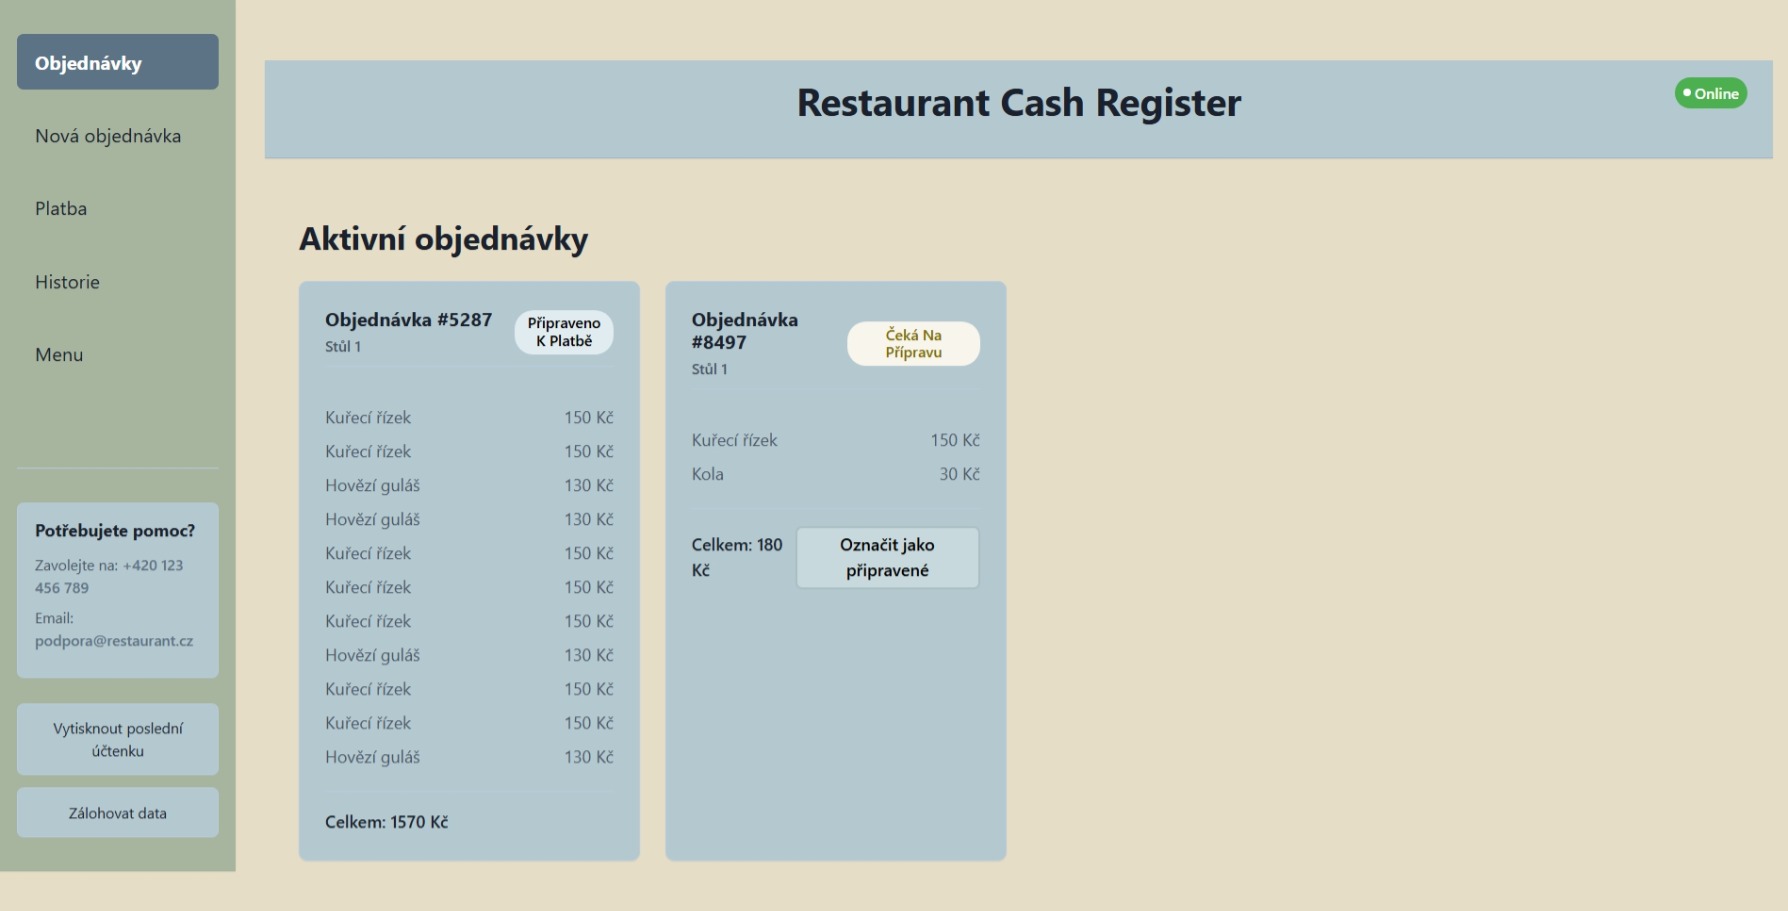 Objednávky
Nová objednávka
Platba
Historie
Menu
Potřebujete pomoc?
Zavolejte na: +420 123
456 789
Email:
podpora@restaurant.cz
Vytisknout poslední
účtenku
Zálohovat data
Restaurant Cash Register
Online
Aktivní objednávky
Objednávka #5287
Stůl 1
Připraveno
K Platbě
Kuřecí řízek 150 Kč
Kuřecí řízek 150 Kč
Hovězí guláš 130 Kč
Hovězí guláš 130 Kč
Kuřecí řízek 150 Kč
Kuřecí řízek 150 Kč
Kuřecí řízek 150 Kč
Hovězí guláš 130 Kč
Kuřecí řízek 150 Kč
Kuřecí řízek 150 Kč
Hovězí guláš 130 Kč
Celkem: 1570 Kč
Objednávka
#8497
Stůl 1
Čeká Na
Přípravu
Kuřecí řízek 150 Kč
Kola 30 Kč
Celkem: 180
Kč
Označit jako
připravené